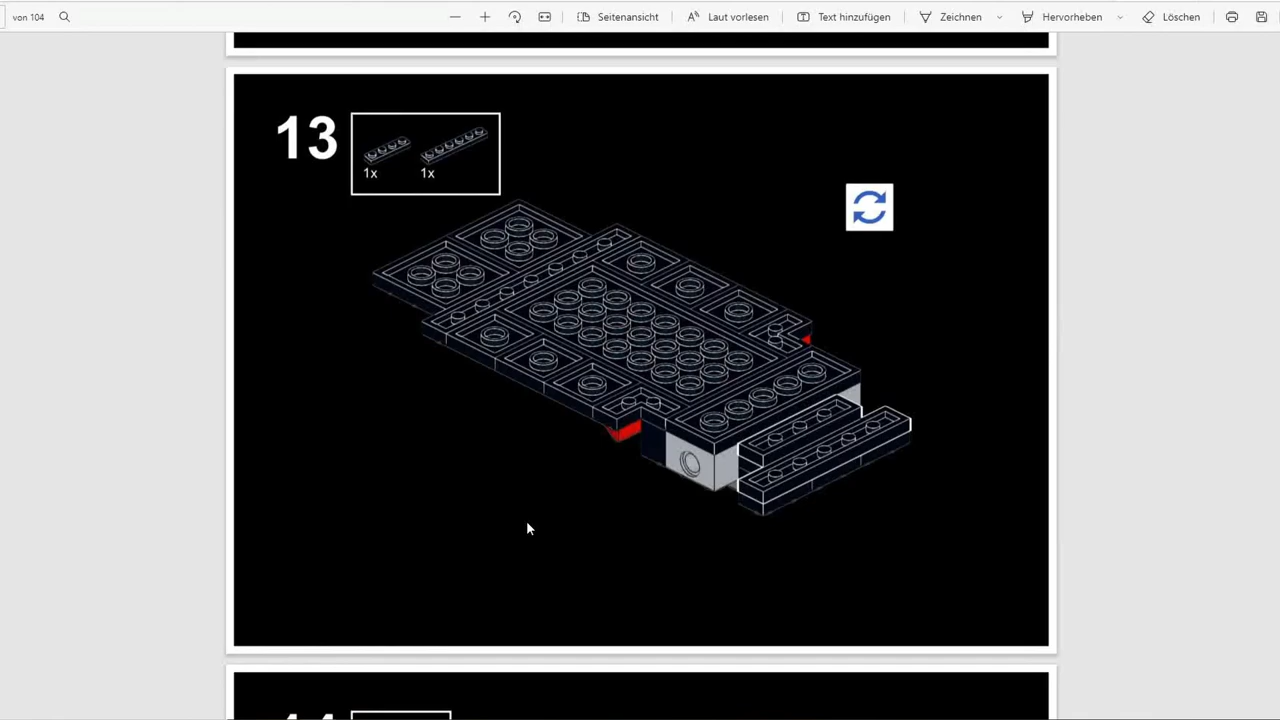 von 104
Seitenansicht
Laut vorlesen
Text hinzufügen
Zeichnen
Hervorheben
Löschen
13
1x
1x